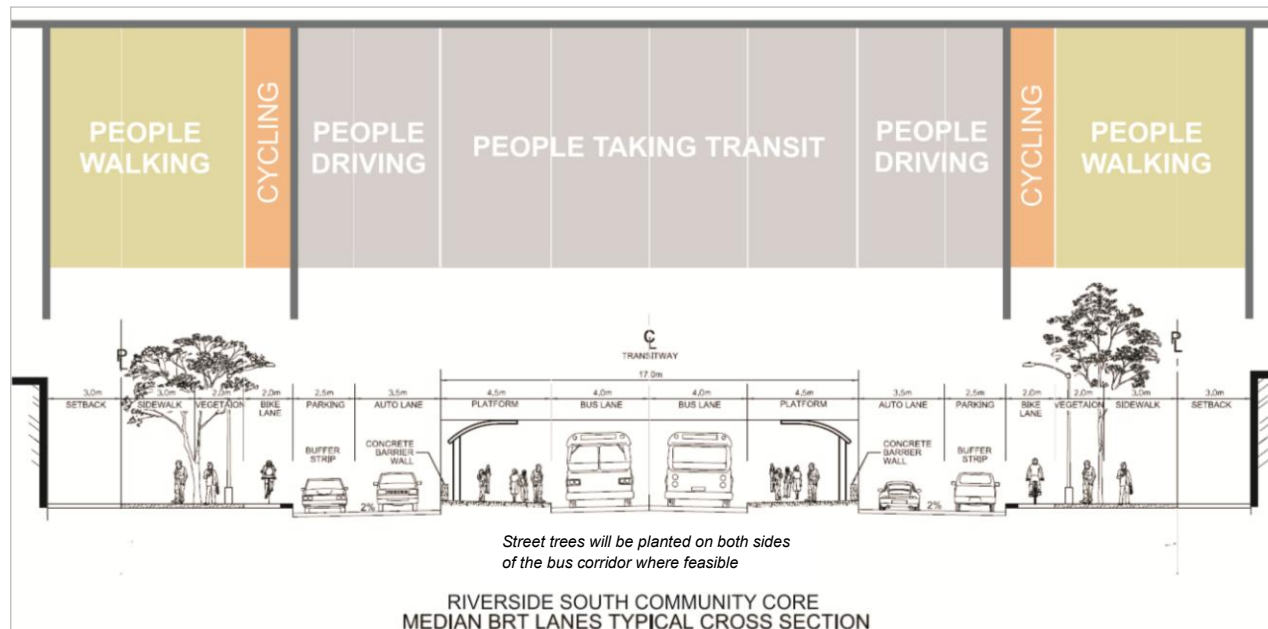 PEOPLE
WALKING
CYCLING
PEOPLE
DRIVING
PEOPLE TAKING TRANSIT
PEOPLE
DRIVING
CYCLING
PEOPLE
WALKING
PL
CL
TRANSITWAY
PL
17.0m
3,0m
3,0m
2,0m
2,0m
2,5m
3,5m
4,5m
4,0m
4,0m
4,5m
3,5m
2,5m
2,0m
2,0m
3,0m
3,0m
SETBACK
SIDEWALK
VEGETAION
BIKE
LANE
PARKING
AUTO LANE
PLATFORM
BUS LANE
BUS LANE
PLATFORM
AUTO LANE
PARKING
BIKE
LANE
VEGETAION
SIDEWALK
SETBACK
BUFFER
STRIP
CONCRETE
BARRIER
WALL
CONCRETE
BARRIER
WALL
BUFFER
STRIP
2%
2%
Street trees will be planted on both sides
of the bus corridor where feasible
RIVERSIDE SOUTH COMMUNITY CORE
MEDIAN BRT LANES TYPICAL CROSS SECTION